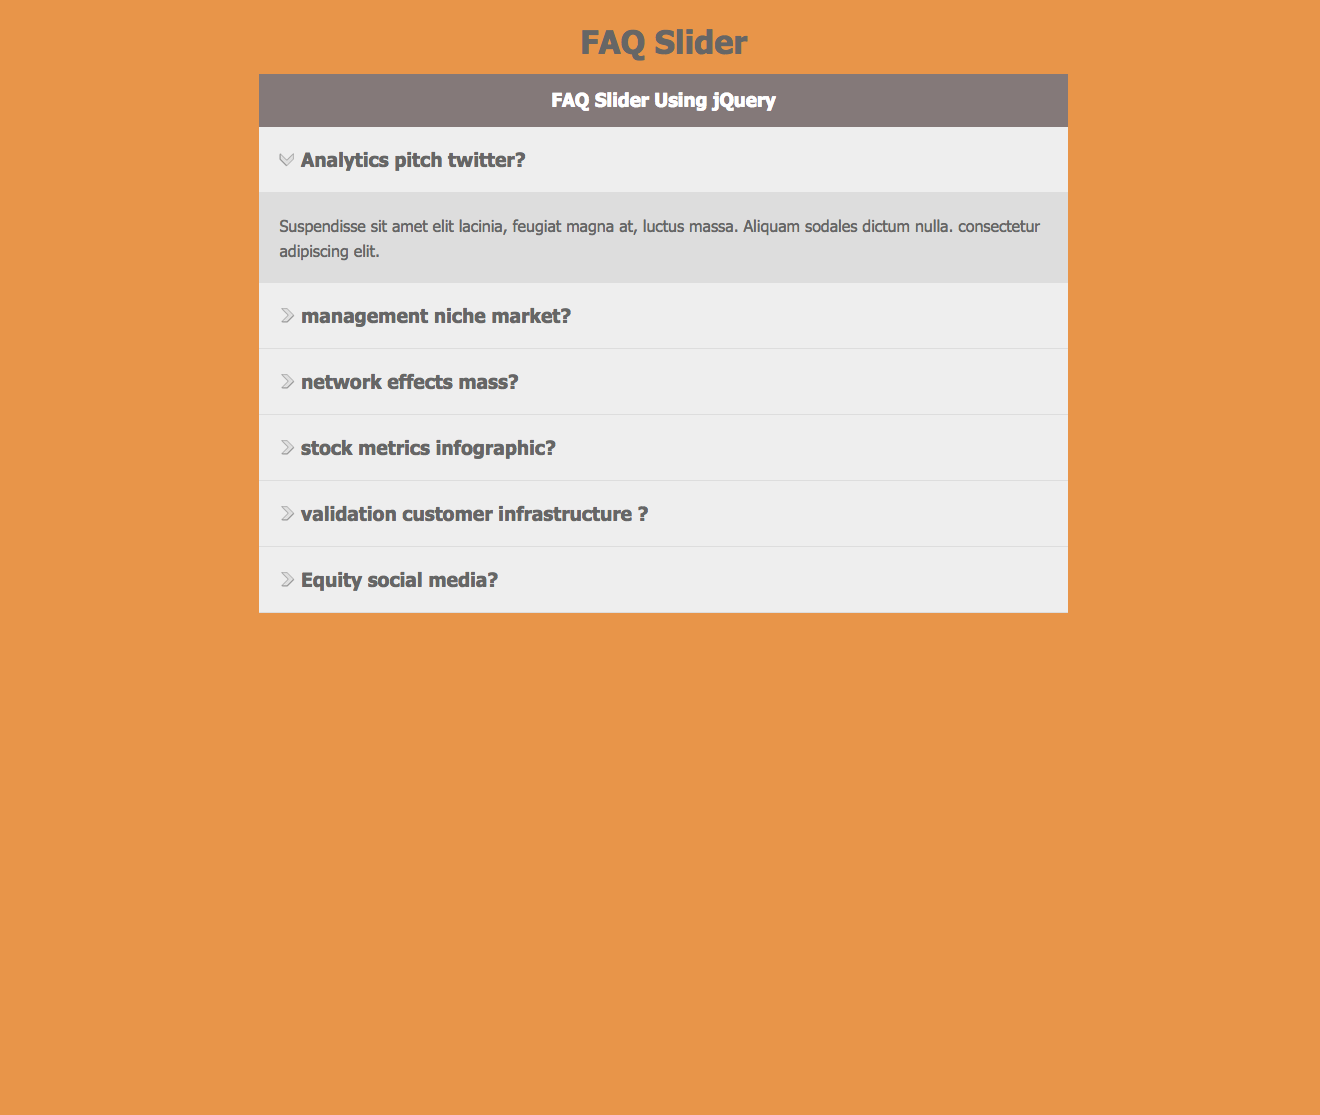 FAQ Slider
FAQ Slider Using jQuery
Analytics pitch twitter?
Suspendisse sit amet elit lacinia, feugiat magna at, luctus massa. Aliquam sodales dictum nulla. consectetur
adipiscing elit.
management niche market?
network effects mass?
stock metrics infographic?
validation customer infrastructure ?
Equity social media?